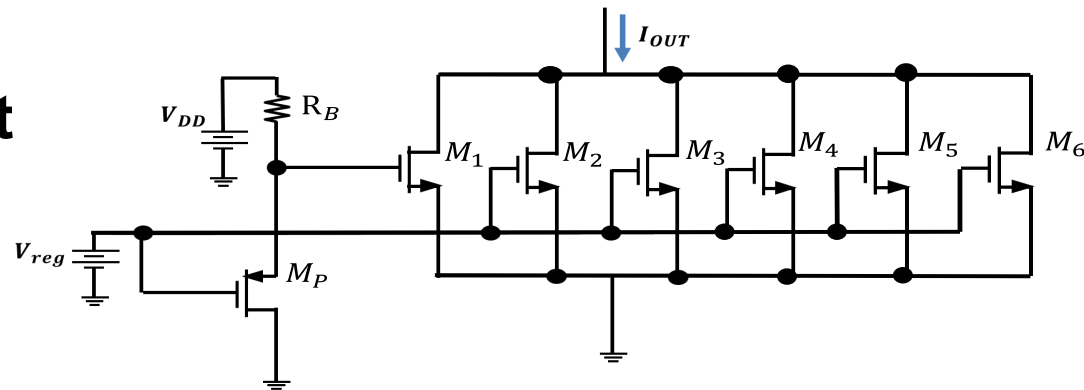 t
I_OUT
V_DD
R_B
M_1
M_2
M_3
M_4
M_5
M_6
V_reg
M_P